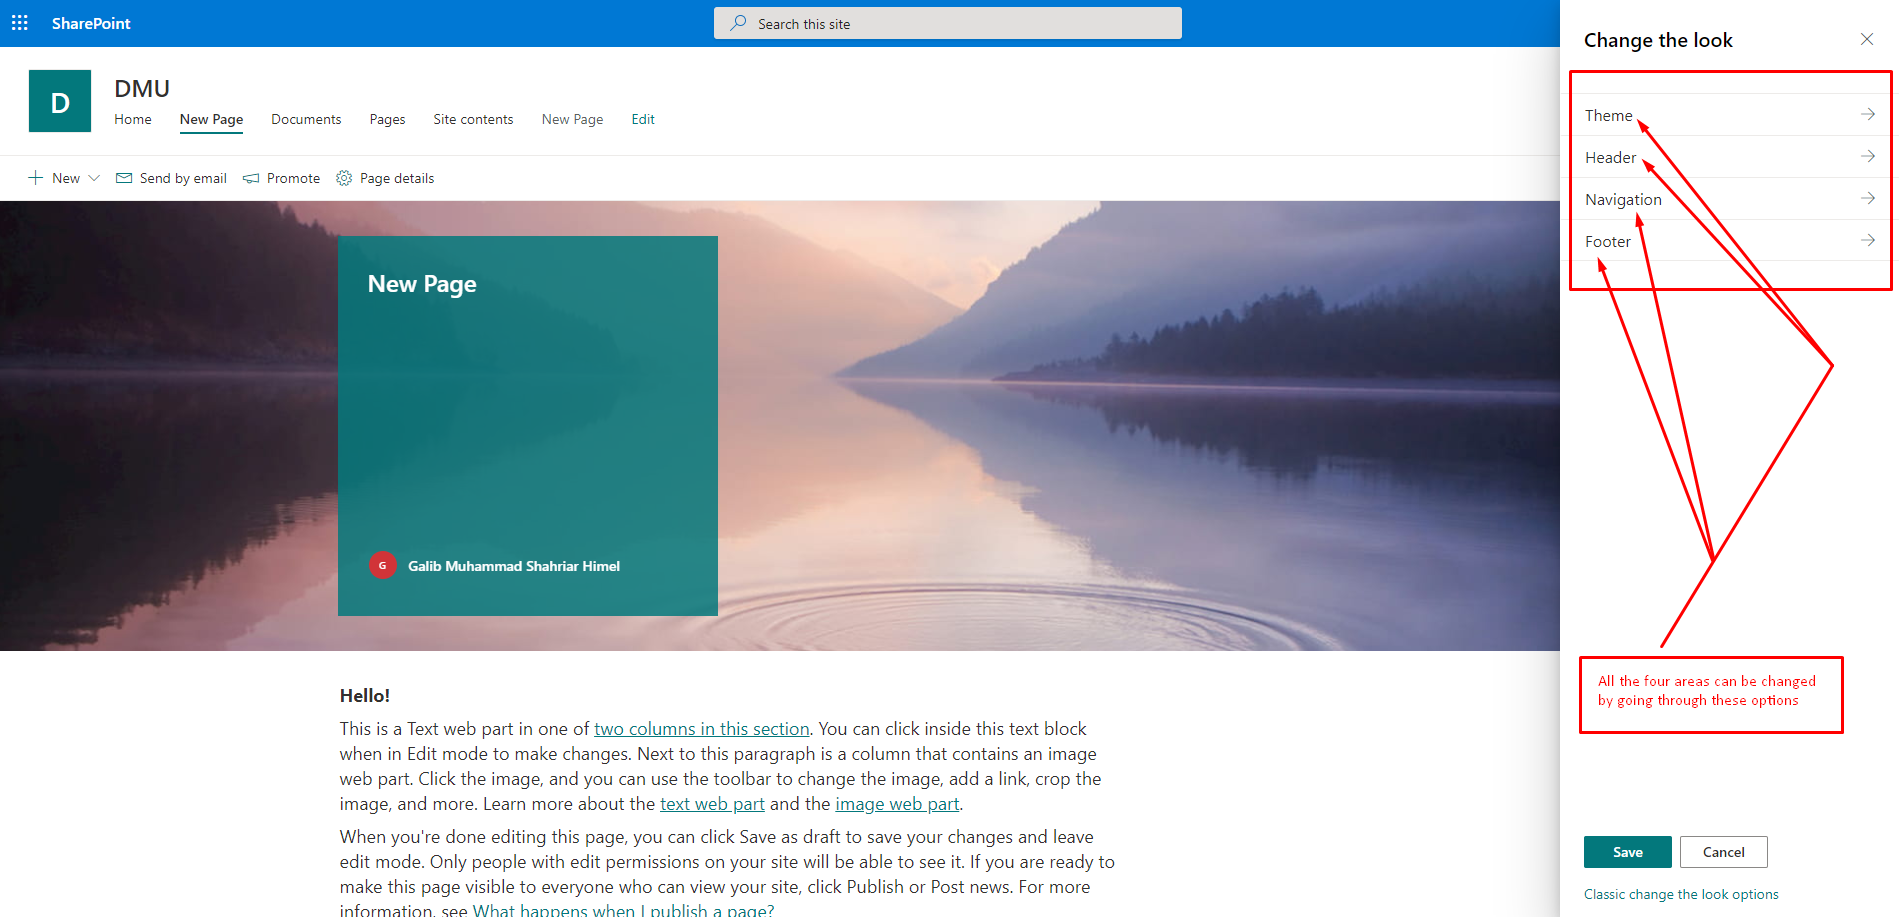 SharePoint
Search this site
D
DMU
Home New Page Documents Pages Site contents New Page Edit
New Send by email Promote Page details
New Page
G Galib Muhammad Shahriar Himel
Hello!
This is a Text web part in one of two columns in this section. You can click inside this text block
when in Edit mode to make changes. Next to this paragraph is a column that contains an image
web part. Click the image, and you can use the toolbar to change the image, add a link, crop the
image, and more. Learn more about the text web part and the image web part.
When you're done editing this page, you can click Save as draft to save your changes and leave
edit mode. Only people with edit permissions on your site will be able to see it. If you are ready to
make this page visible to everyone who can view your site, click Publish or Post news. For more
information, see What happens when I publish a page?
Change the look
Theme
Header
Navigation
Footer
All the four areas can be changed
by going through these options
Save Cancel
Classic change the look options